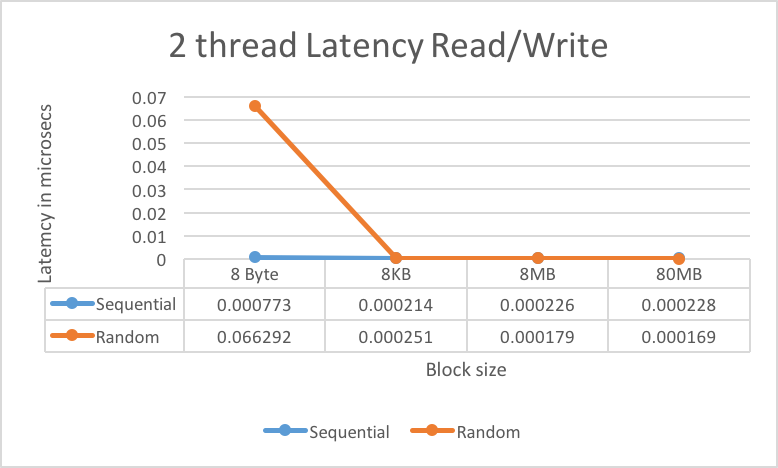 2 thread Latency Read/Write
Latemcy in microsecs
0.07
0.06
0.05
0.04
0.03
0.02
0.01
0
8 Byte 8KB 8MB 80MB
Sequential 0.000773 0.000214 0.000226 0.000228
Random 0.066292 0.000251 0.000179 0.000169
Block size
Sequential Random